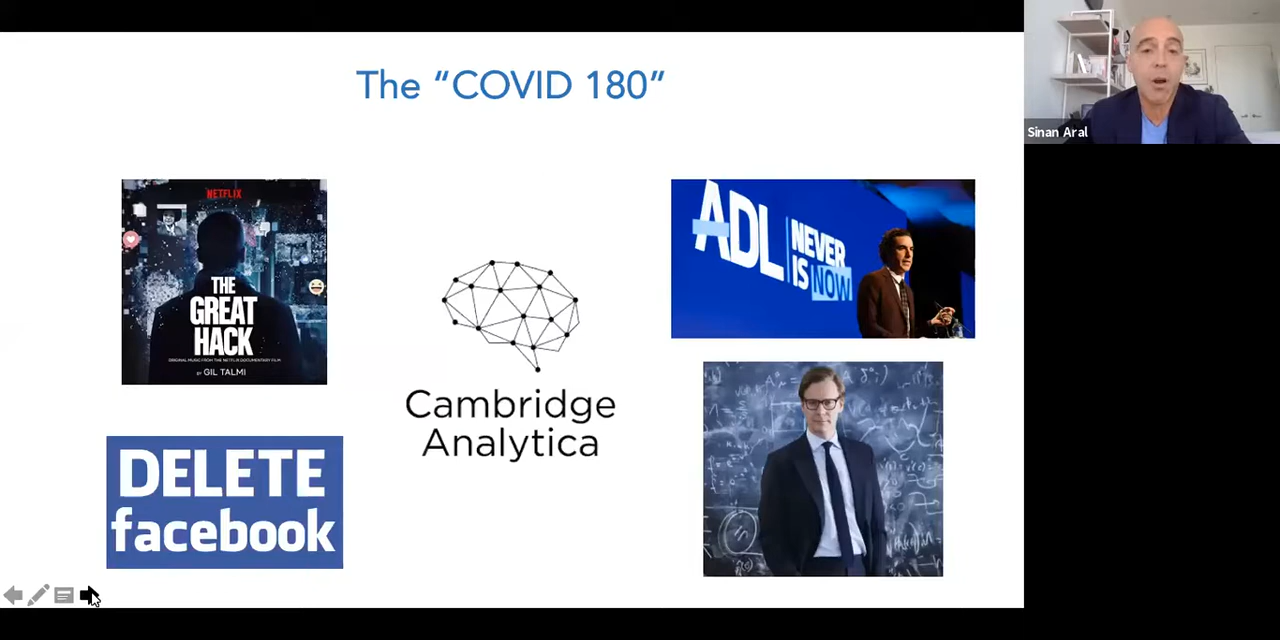 The “COVID 180”
Sinan Aral
NETFLIX
THE
GREAT
HACK
ORIGINAL MUSIC FROM THE NETFLIX DOCUMENTARY FILM
BY GIL TALMI
DELETE
facebook
Cambridge
Analytica
ADL
NEVER
IS NOW